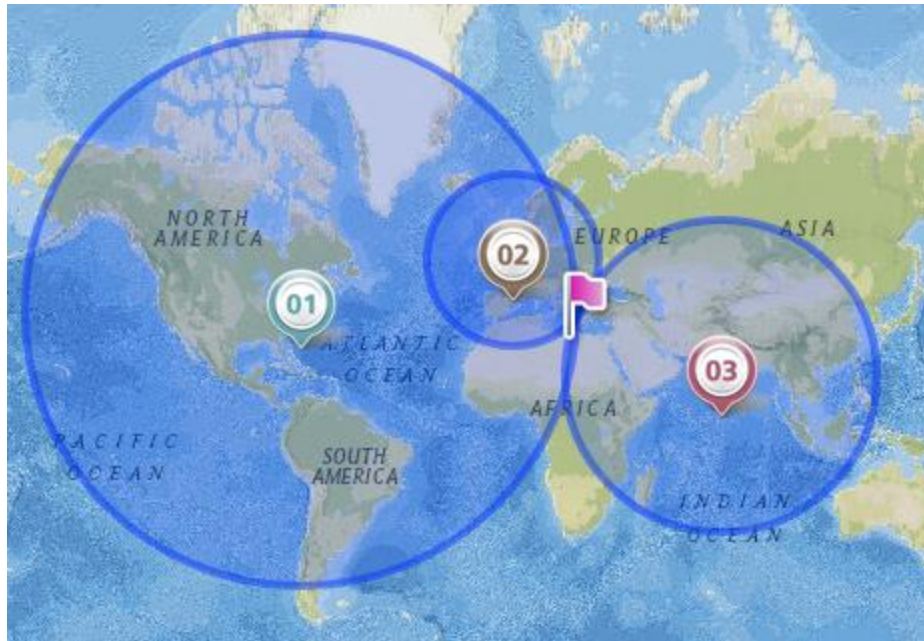 NORTH
AMERICA
EUROPE
ASIA
02
01
ATLANTIC
OCEAN
03
AFRICA
PACIFIC
OCEAN
SOUTH
AMERICA
INDIAN
OCEAN